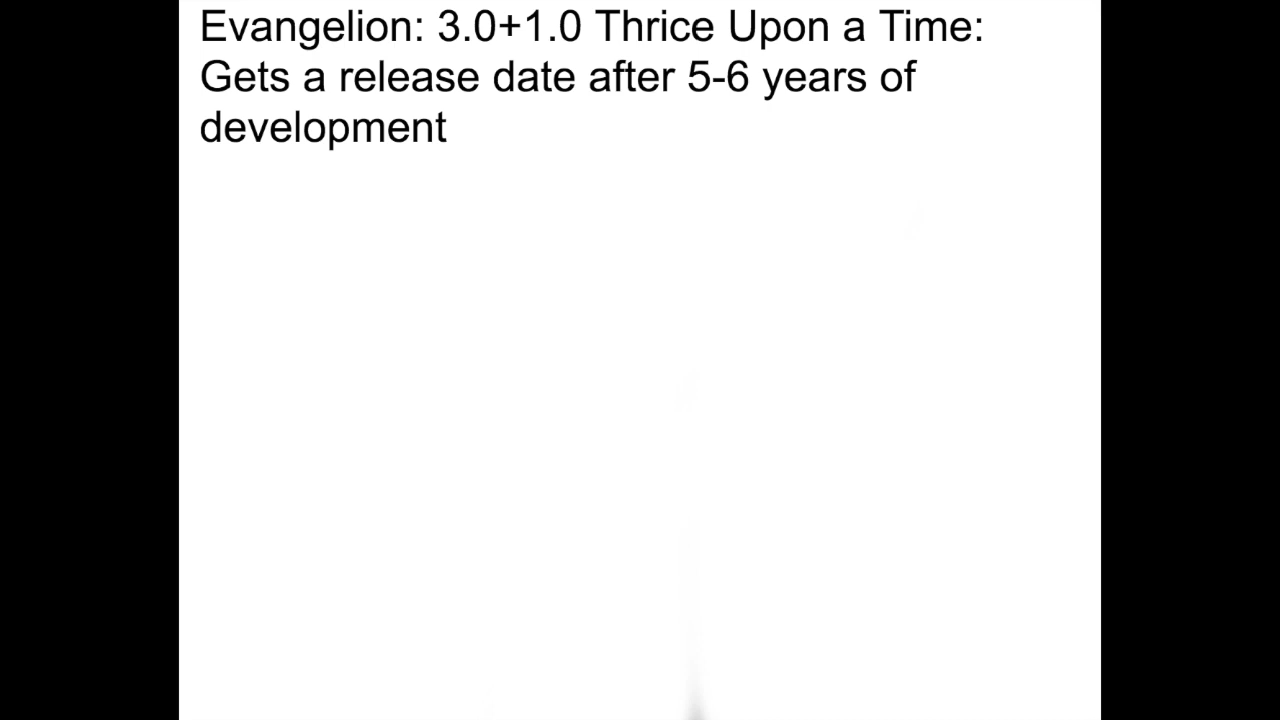 Evangelion: 3.0+1.0 Thrice Upon a Time:
Gets a release date after 5-6 years of
development